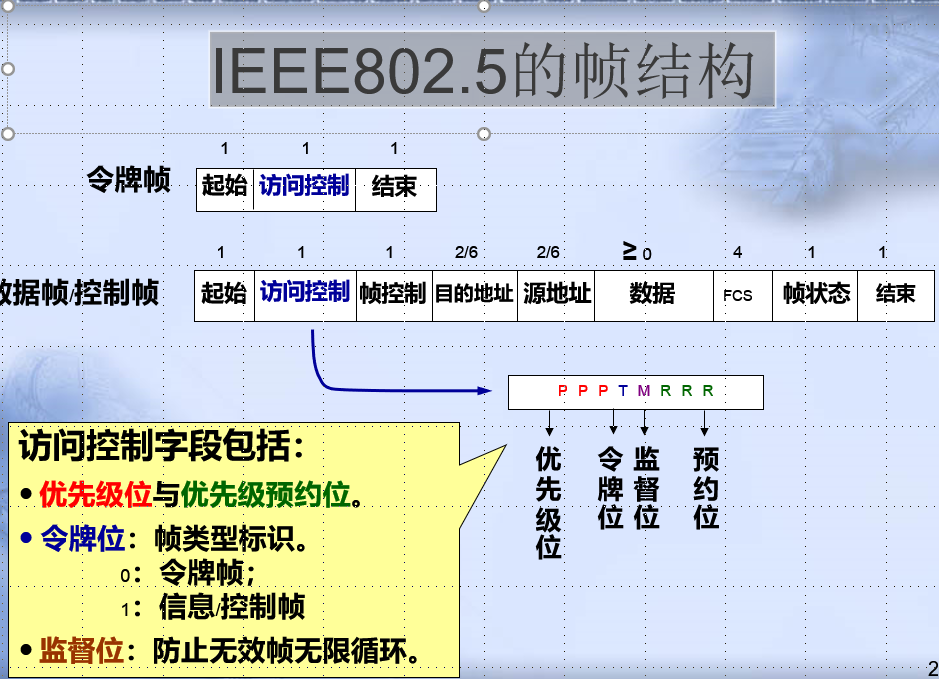 IEEE802.5的帧结构
1 1 1
令牌帧 起始 访问控制 结束
1 1 1 2/6 2/6 ≥0 4 1 1
数据帧/控制帧 起始 访问控制 帧控制 目的地址 源地址 数据 FCS 帧状态 结束
P P P T M R R R
优先级位 令牌位 监督位 预约位
访问控制字段包括：
•优先级位与优先级预约位。
•令牌位：帧类型标识。
0：令牌帧；
1：信息/控制帧
•监督位：防止无效帧无限循环。
2